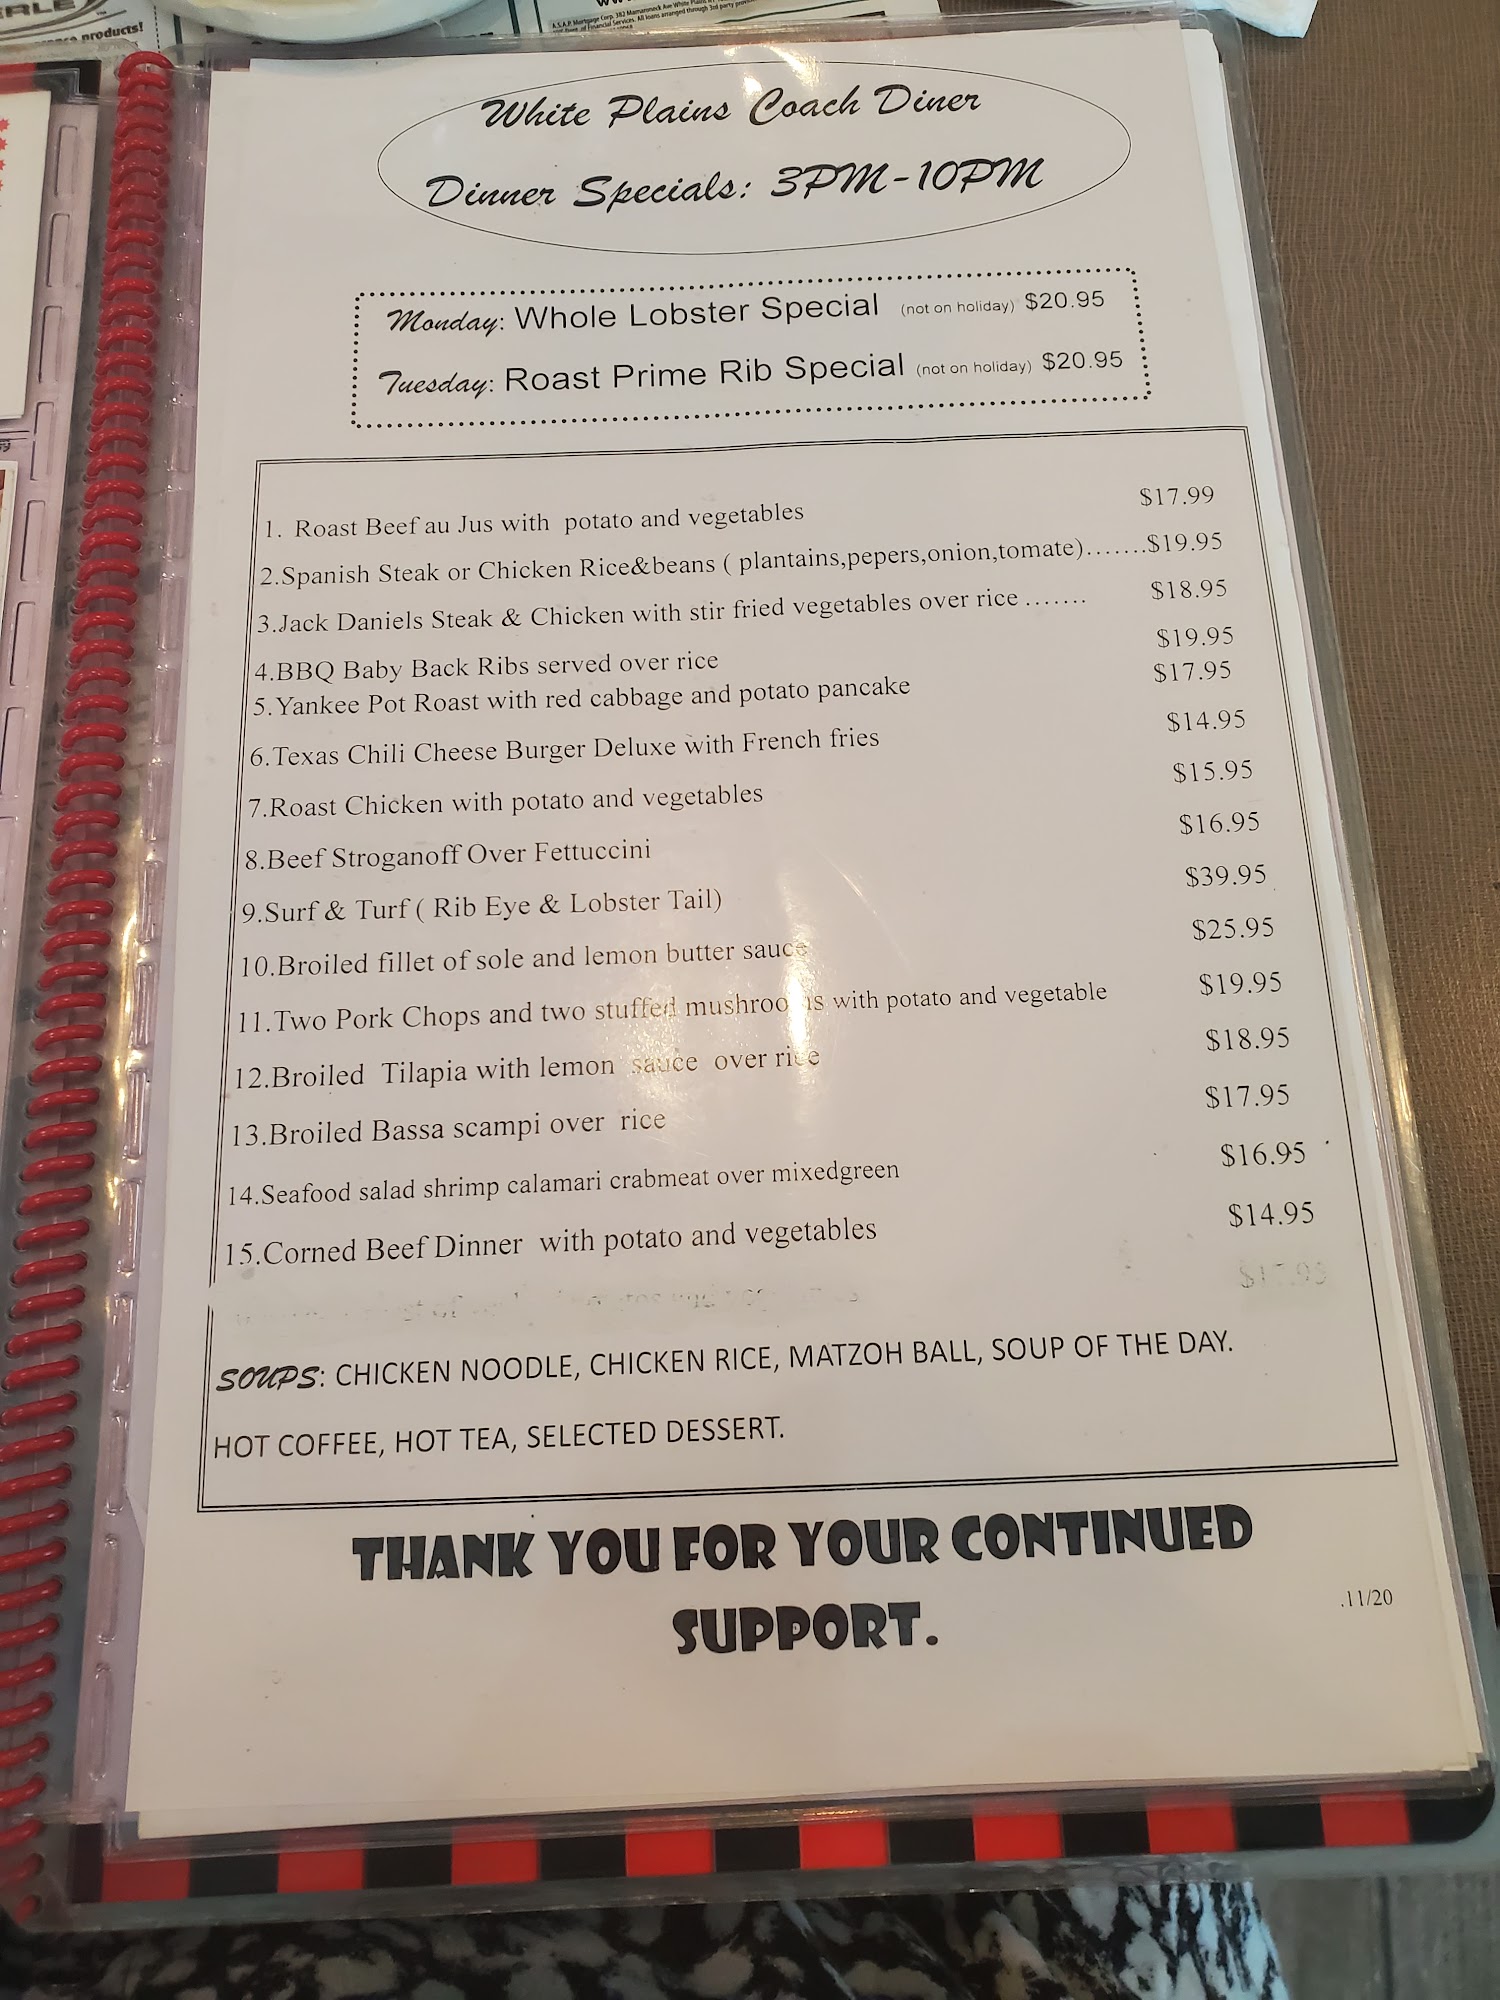 ERLE
products!
A.S.A.P. Mortgage Corp. 382 Mamaroneck Ave White Plains
White Plains Coach Diner
Dinner Specials: 3PM-10PM
Monday: Whole Lobster Special (not on holiday) $20.95
Tuesday: Roast Prime Rib Special (not on holiday) $20.95
1. Roast Beef au Jus with potato and vegetables $17.99
2.Spanish Steak or Chicken Rice&beans ( plantains,pepers,onion,tomate).......$19.95
3.Jack Daniels Steak & Chicken with stir fried vegetables over rice ....... $18.95
4.BBQ Baby Back Ribs served over rice $19.95
5.Yankee Pot Roast with red cabbage and potato pancake $17.95
6.Texas Chili Cheese Burger Deluxe with French fries $14.95
7.Roast Chicken with potato and vegetables $15.95
8.Beef Stroganoff Over Fettuccini $16.95
9.Surf & Turf ( Rib Eye & Lobster Tail) $39.95
10.Broiled fillet of sole and lemon butter sauce $25.95
11.Two Pork Chops and two stuffed mushrooms with potato and vegetable $19.95
12.Broiled Tilapia with lemon sauce over rice $18.95
13.Broiled Bassa scampi over rice $17.95
14.Seafood salad shrimp calamari crabmeat over mixedgreen $16.95
15.Corned Beef Dinner with potato and vegetables $14.95
SOUPS: CHICKEN NOODLE, CHICKEN RICE, MATZOH BALL, SOUP OF THE DAY.
HOT COFFEE, HOT TEA, SELECTED DESSERT.
THANK YOU FOR YOUR CONTINUED
SUPPORT.
.11/20